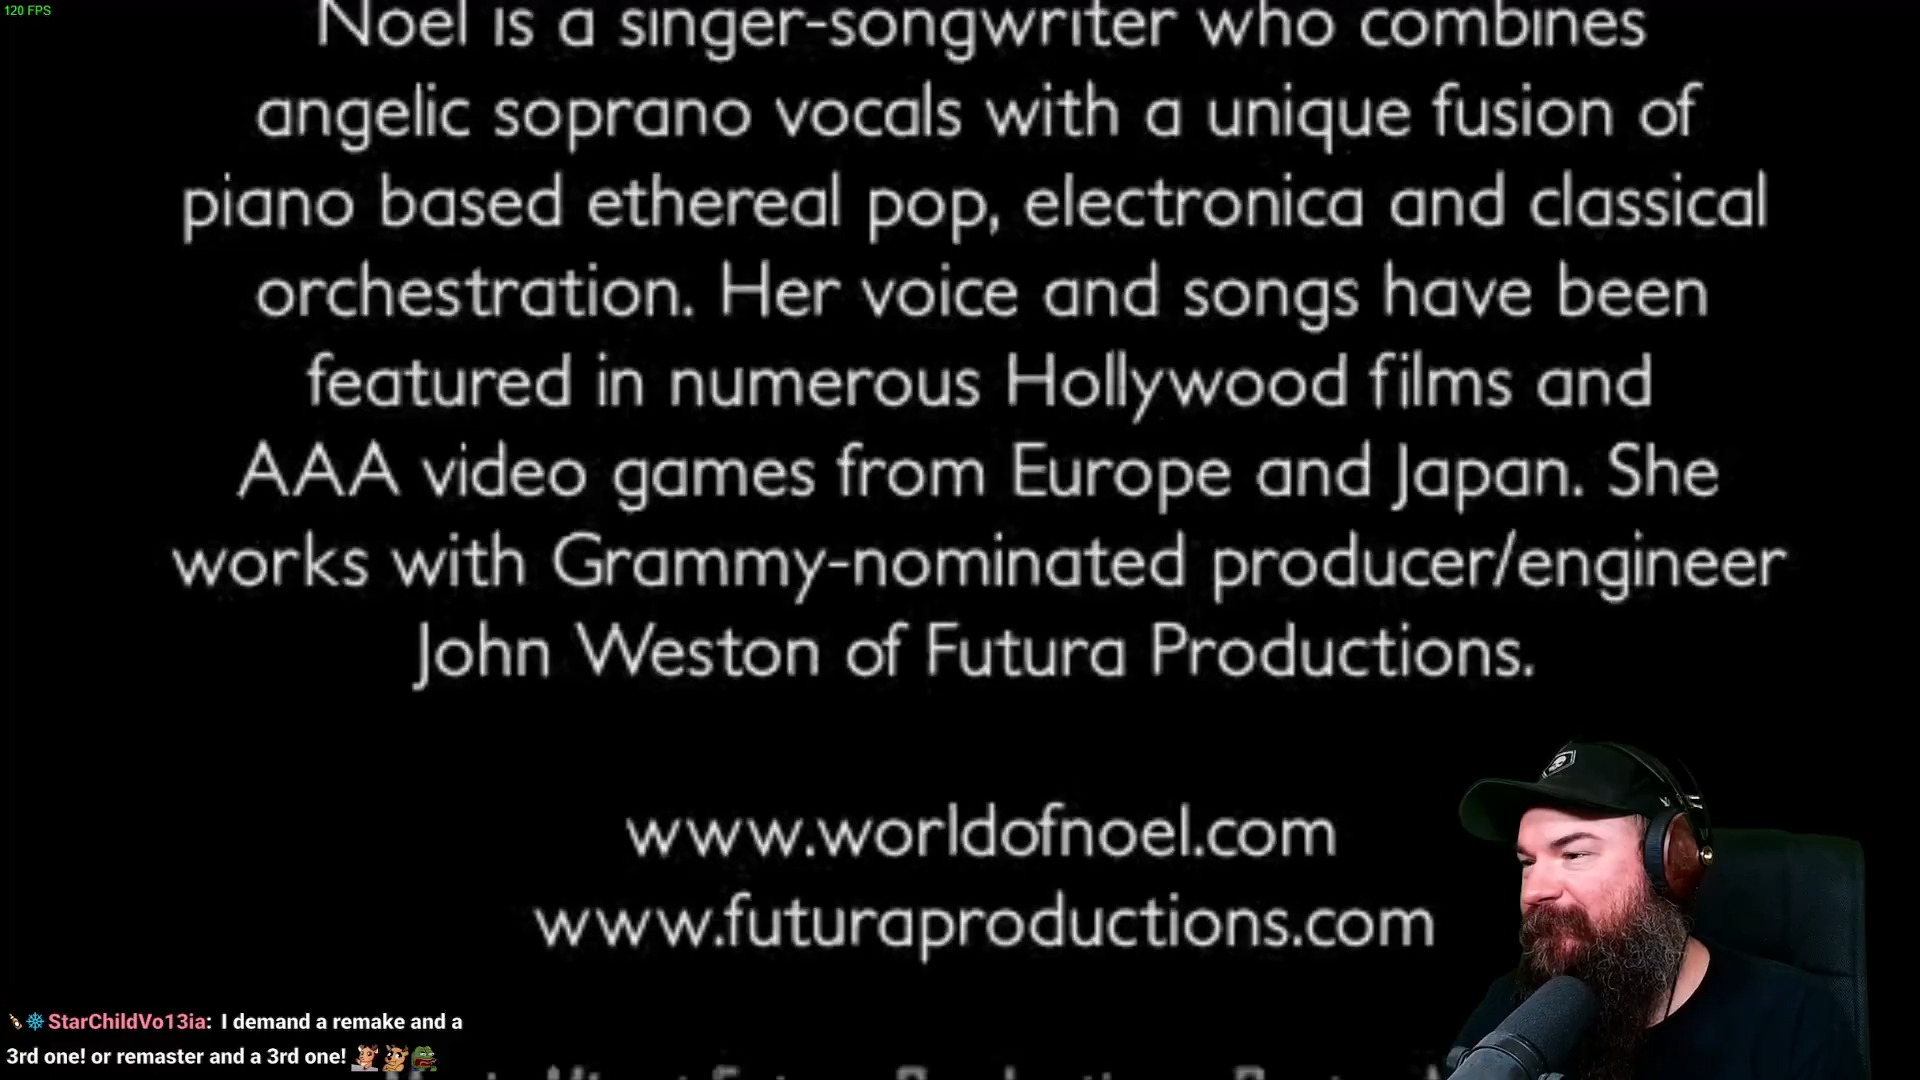 120 FPS
Noel is a singer-songwriter who combines
angelic soprano vocals with a unique fusion of
piano based ethereal pop, electronica and classical
orchestration. Her voice and songs have been
featured in numerous Hollywood films and
AAA video games from Europe and Japan. She
works with Grammy-nominated producer/engineer
John Weston of Futura Productions.
www.worldofnoel.com
www.futuraproductions.com
StarChildVo13ia: I demand a remake and a
3rd one! or remaster and a 3rd one!